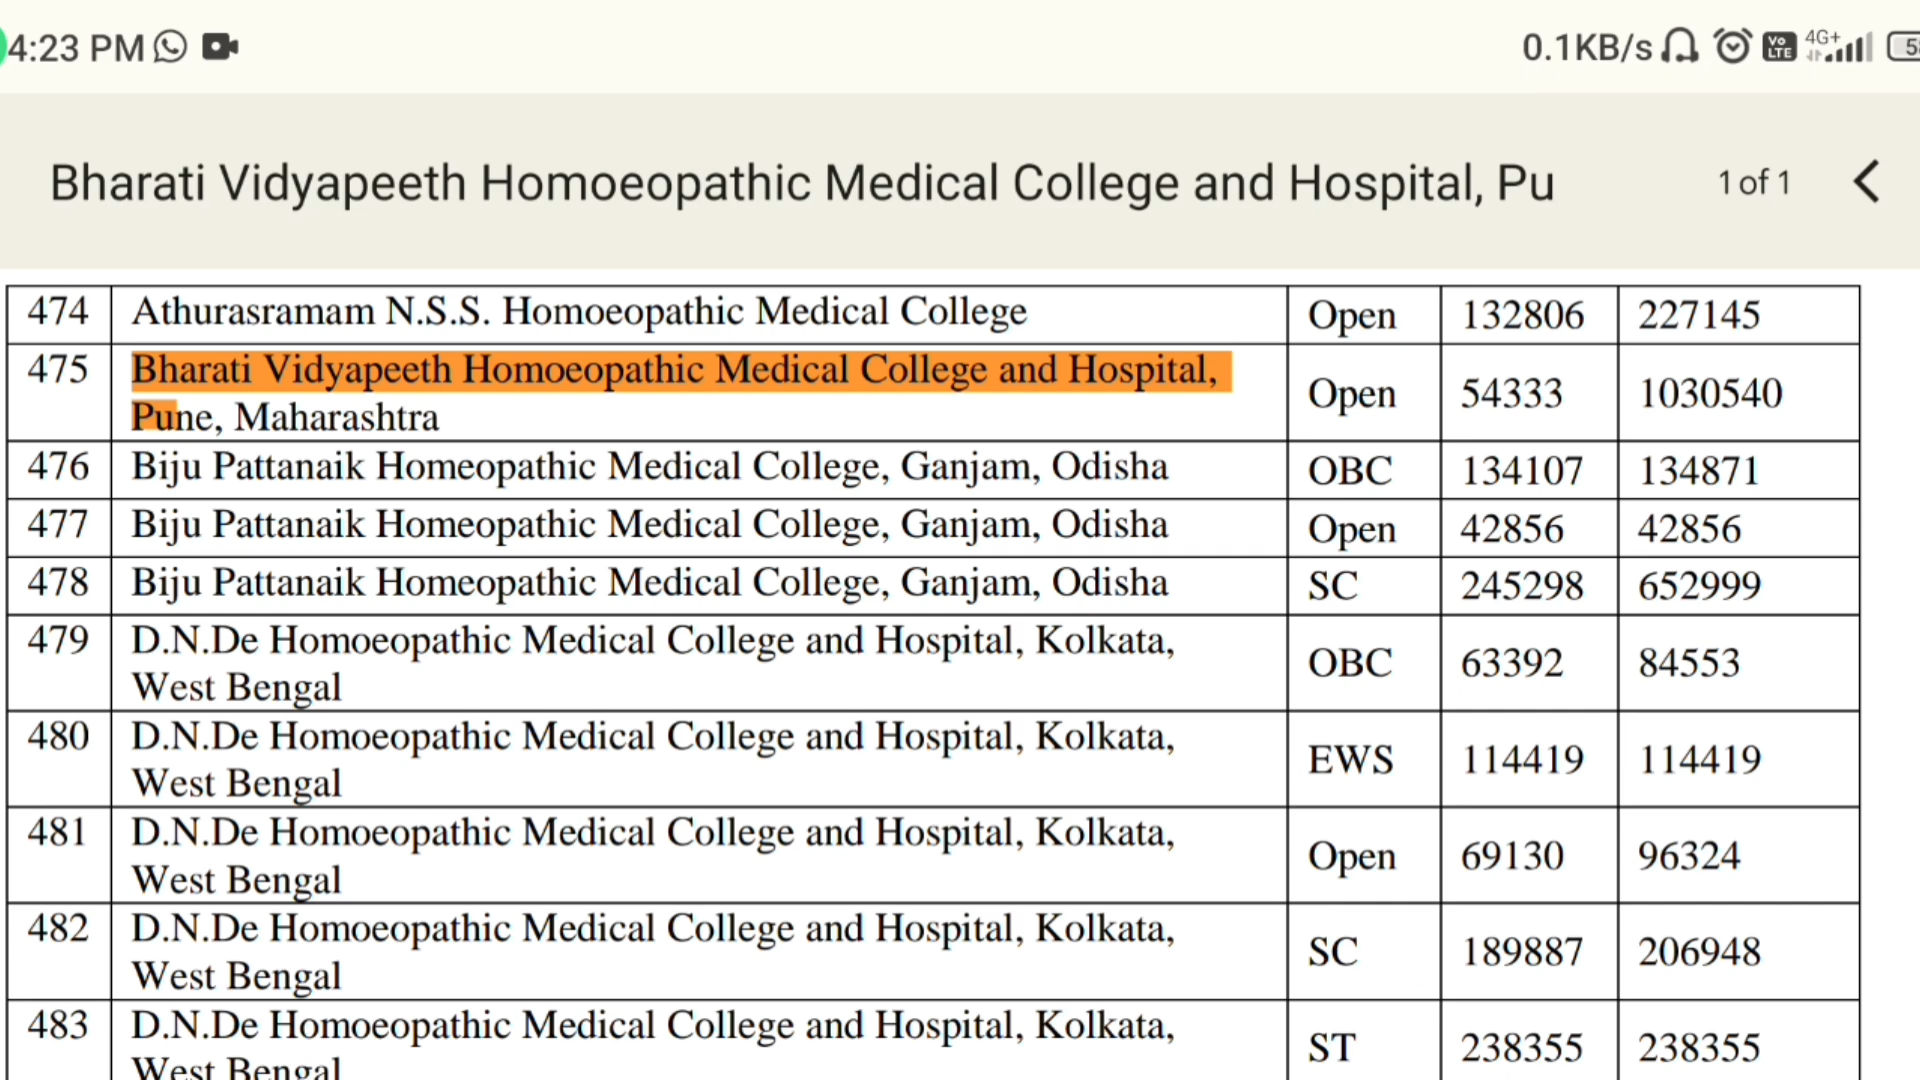 4:23 PM
0.1KB/s Vo LTE 4G+
Bharati Vidyapeeth Homoeopathic Medical College and Hospital, Pu 1 of 1
474 Athurasramam N.S.S. Homoeopathic Medical College Open 132806 227145
475 Bharati Vidyapeeth Homoeopathic Medical College and Hospital,
Pune, Maharashtra Open 54333 1030540
476 Biju Pattanaik Homeopathic Medical College, Ganjam, Odisha OBC 134107 134871
477 Biju Pattanaik Homeopathic Medical College, Ganjam, Odisha Open 42856 42856
478 Biju Pattanaik Homeopathic Medical College, Ganjam, Odisha SC 245298 652999
479 D.N.De Homoeopathic Medical College and Hospital, Kolkata,
West Bengal OBC 63392 84553
480 D.N.De Homoeopathic Medical College and Hospital, Kolkata,
West Bengal EWS 114419 114419
481 D.N.De Homoeopathic Medical College and Hospital, Kolkata,
West Bengal Open 69130 96324
482 D.N.De Homoeopathic Medical College and Hospital, Kolkata,
West Bengal SC 189887 206948
483 D.N.De Homoeopathic Medical College and Hospital, Kolkata,
West Bengal ST 238355 238355